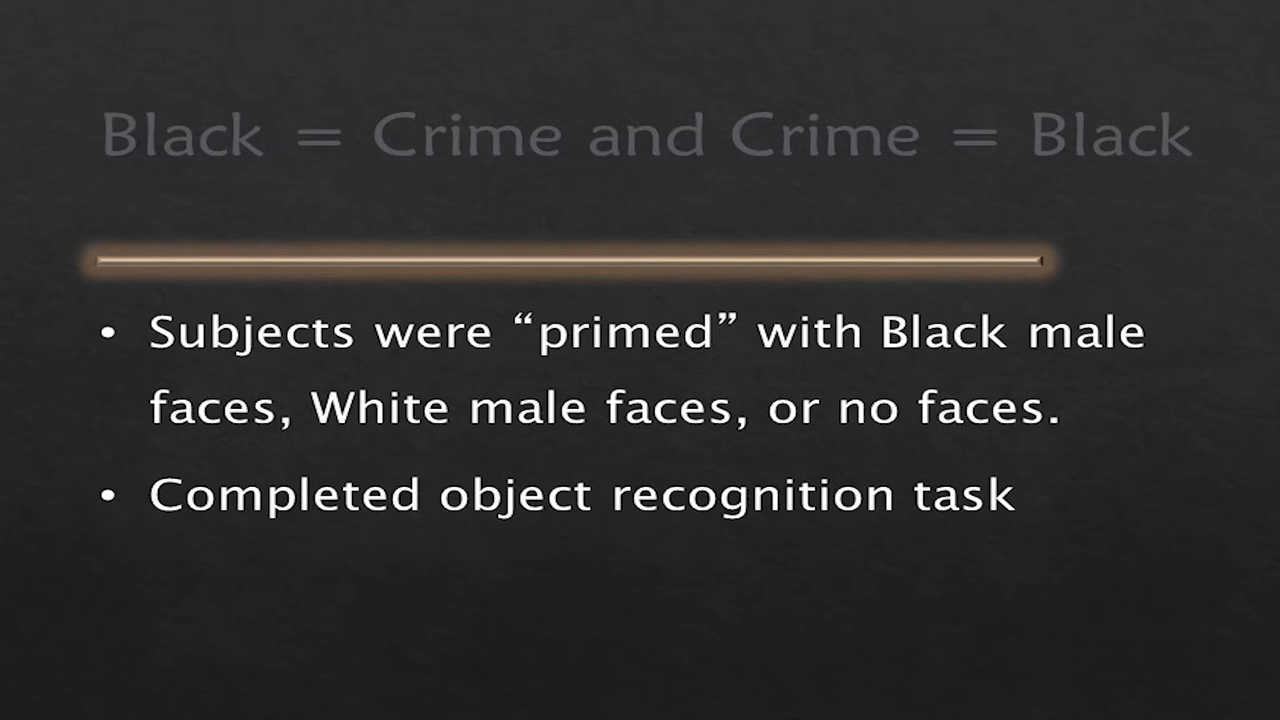 Black = Crime and Crime = Black
• Subjects were “primed” with Black male
faces, White male faces, or no faces.
• Completed object recognition task